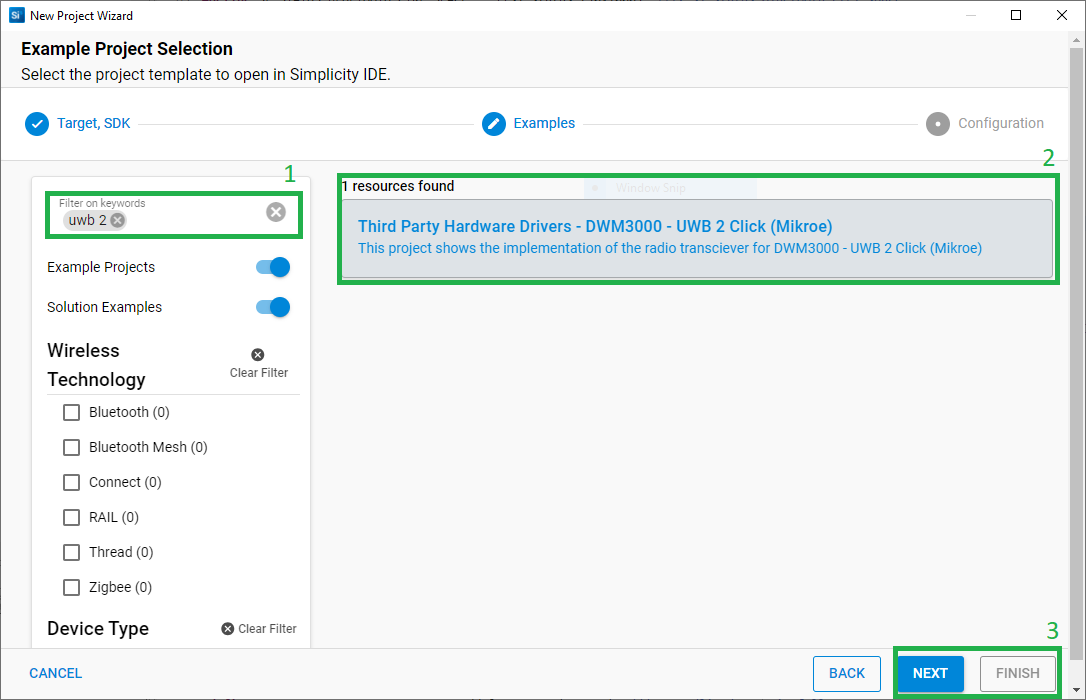 Si New Project Wizard
Example Project Selection
Select the project template to open in Simplicity IDE.
Target, SDK
Examples
Configuration
1
2
Filter on keywords
uwb 2
Example Projects
Solution Examples
Wireless
Technology
Clear Filter
Bluetooth (0)
Bluetooth Mesh (0)
Connect (0)
RAIL (0)
Thread (0)
Zigbee (0)
Device Type
Clear Filter
1 resources found
Window Snip
Third Party Hardware Drivers - DWM3000 - UWB 2 Click (Mikroe)
This project shows the implementation of the radio transciever for DWM3000 - UWB 2 Click (Mikroe)
3
CANCEL
BACK
NEXT
FINISH